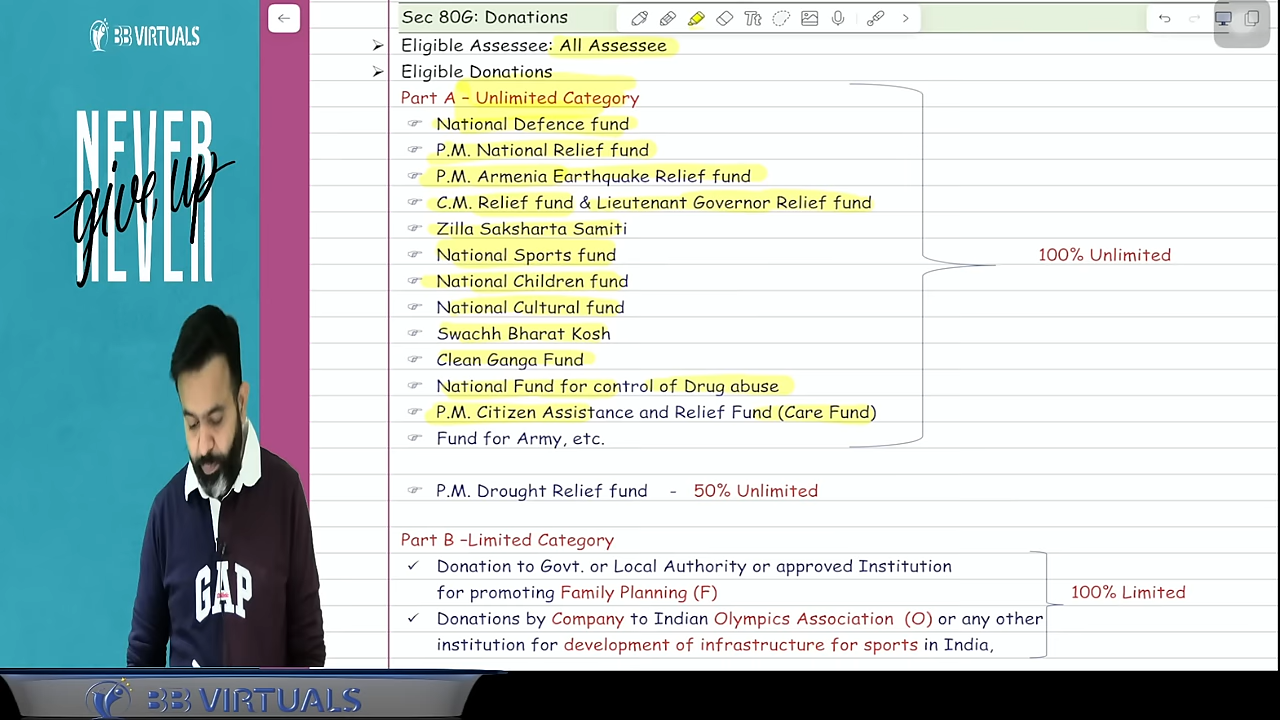 BB VIRTUALS
NEVER
give up
NEVER
GAP
BB VIRTUALS
Sec 80G: Donations
Tt
➤ Eligible Assessee: All Assessee
➤ Eligible Donations
Part A – Unlimited Category
☞ National Defence fund
☞ P.M. National Relief fund
☞ P.M. Armenia Earthquake Relief fund
☞ C.M. Relief fund & Lieutenant Governor Relief fund
☞ Zilla Saksharta Samiti
☞ National Sports fund
100% Unlimited
☞ National Children fund
☞ National Cultural fund
☞ Swachh Bharat Kosh
☞ Clean Ganga Fund
☞ National Fund for control of Drug abuse
☞ P.M. Citizen Assistance and Relief Fund (Care Fund)
☞ Fund for Army, etc.
☞ P.M. Drought Relief fund - 50% Unlimited
Part B –Limited Category
✓ Donation to Govt. or Local Authority or approved Institution
for promoting Family Planning (F)
100% Limited
✓ Donations by Company to Indian Olympics Association (O) or any other
institution for development of infrastructure for sports in India,